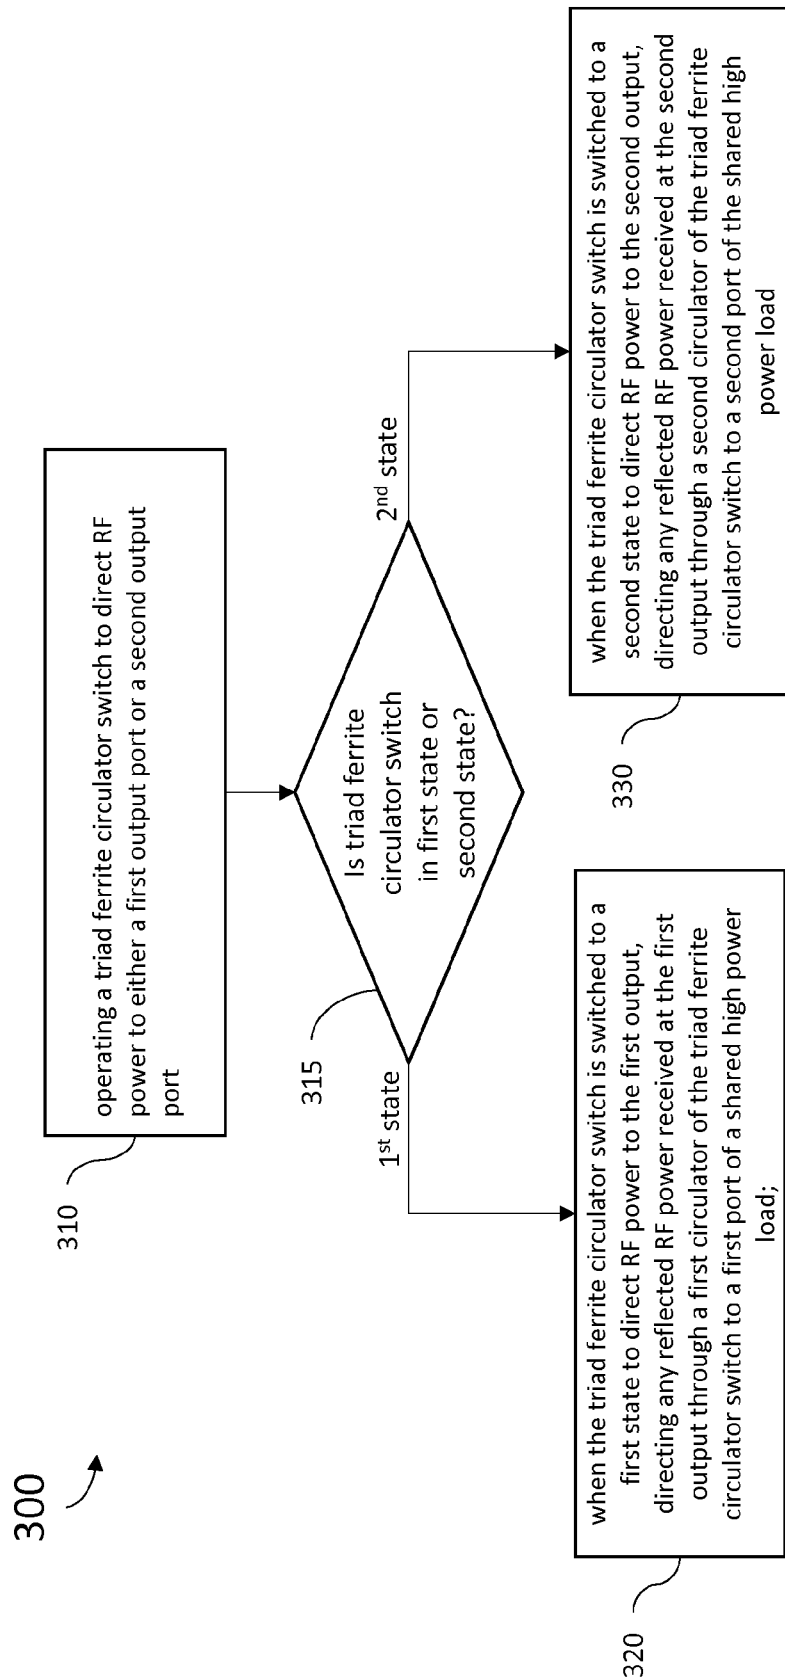 300
310
operating a triad ferrite circulator switch to direct RF
power to either a first output port or a second output
port
315
Is triad ferrite
circulator switch
in first state or
second state?
1st state
2nd state
320
when the triad ferrite circulator switch is switched to a
first state to direct RF power to the first output,
directing any reflected RF power received at the first
output through a first circulator of the triad ferrite
circulator switch to a first port of a shared high power
load;
330
when the triad ferrite circulator switch is switched to a
second state to direct RF power to the second output,
directing any reflected RF power received at the second
output through a second circulator of the triad ferrite
circulator switch to a second port of the shared high
power load